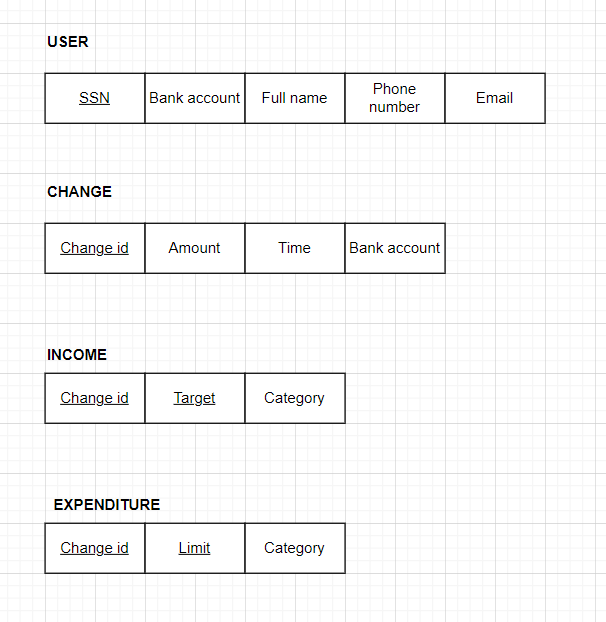 USER
SSN Bank account Full name Phone number Email
CHANGE
Change id Amount Time Bank account
INCOME
Change id Target Category
EXPENDITURE
Change id Limit Category